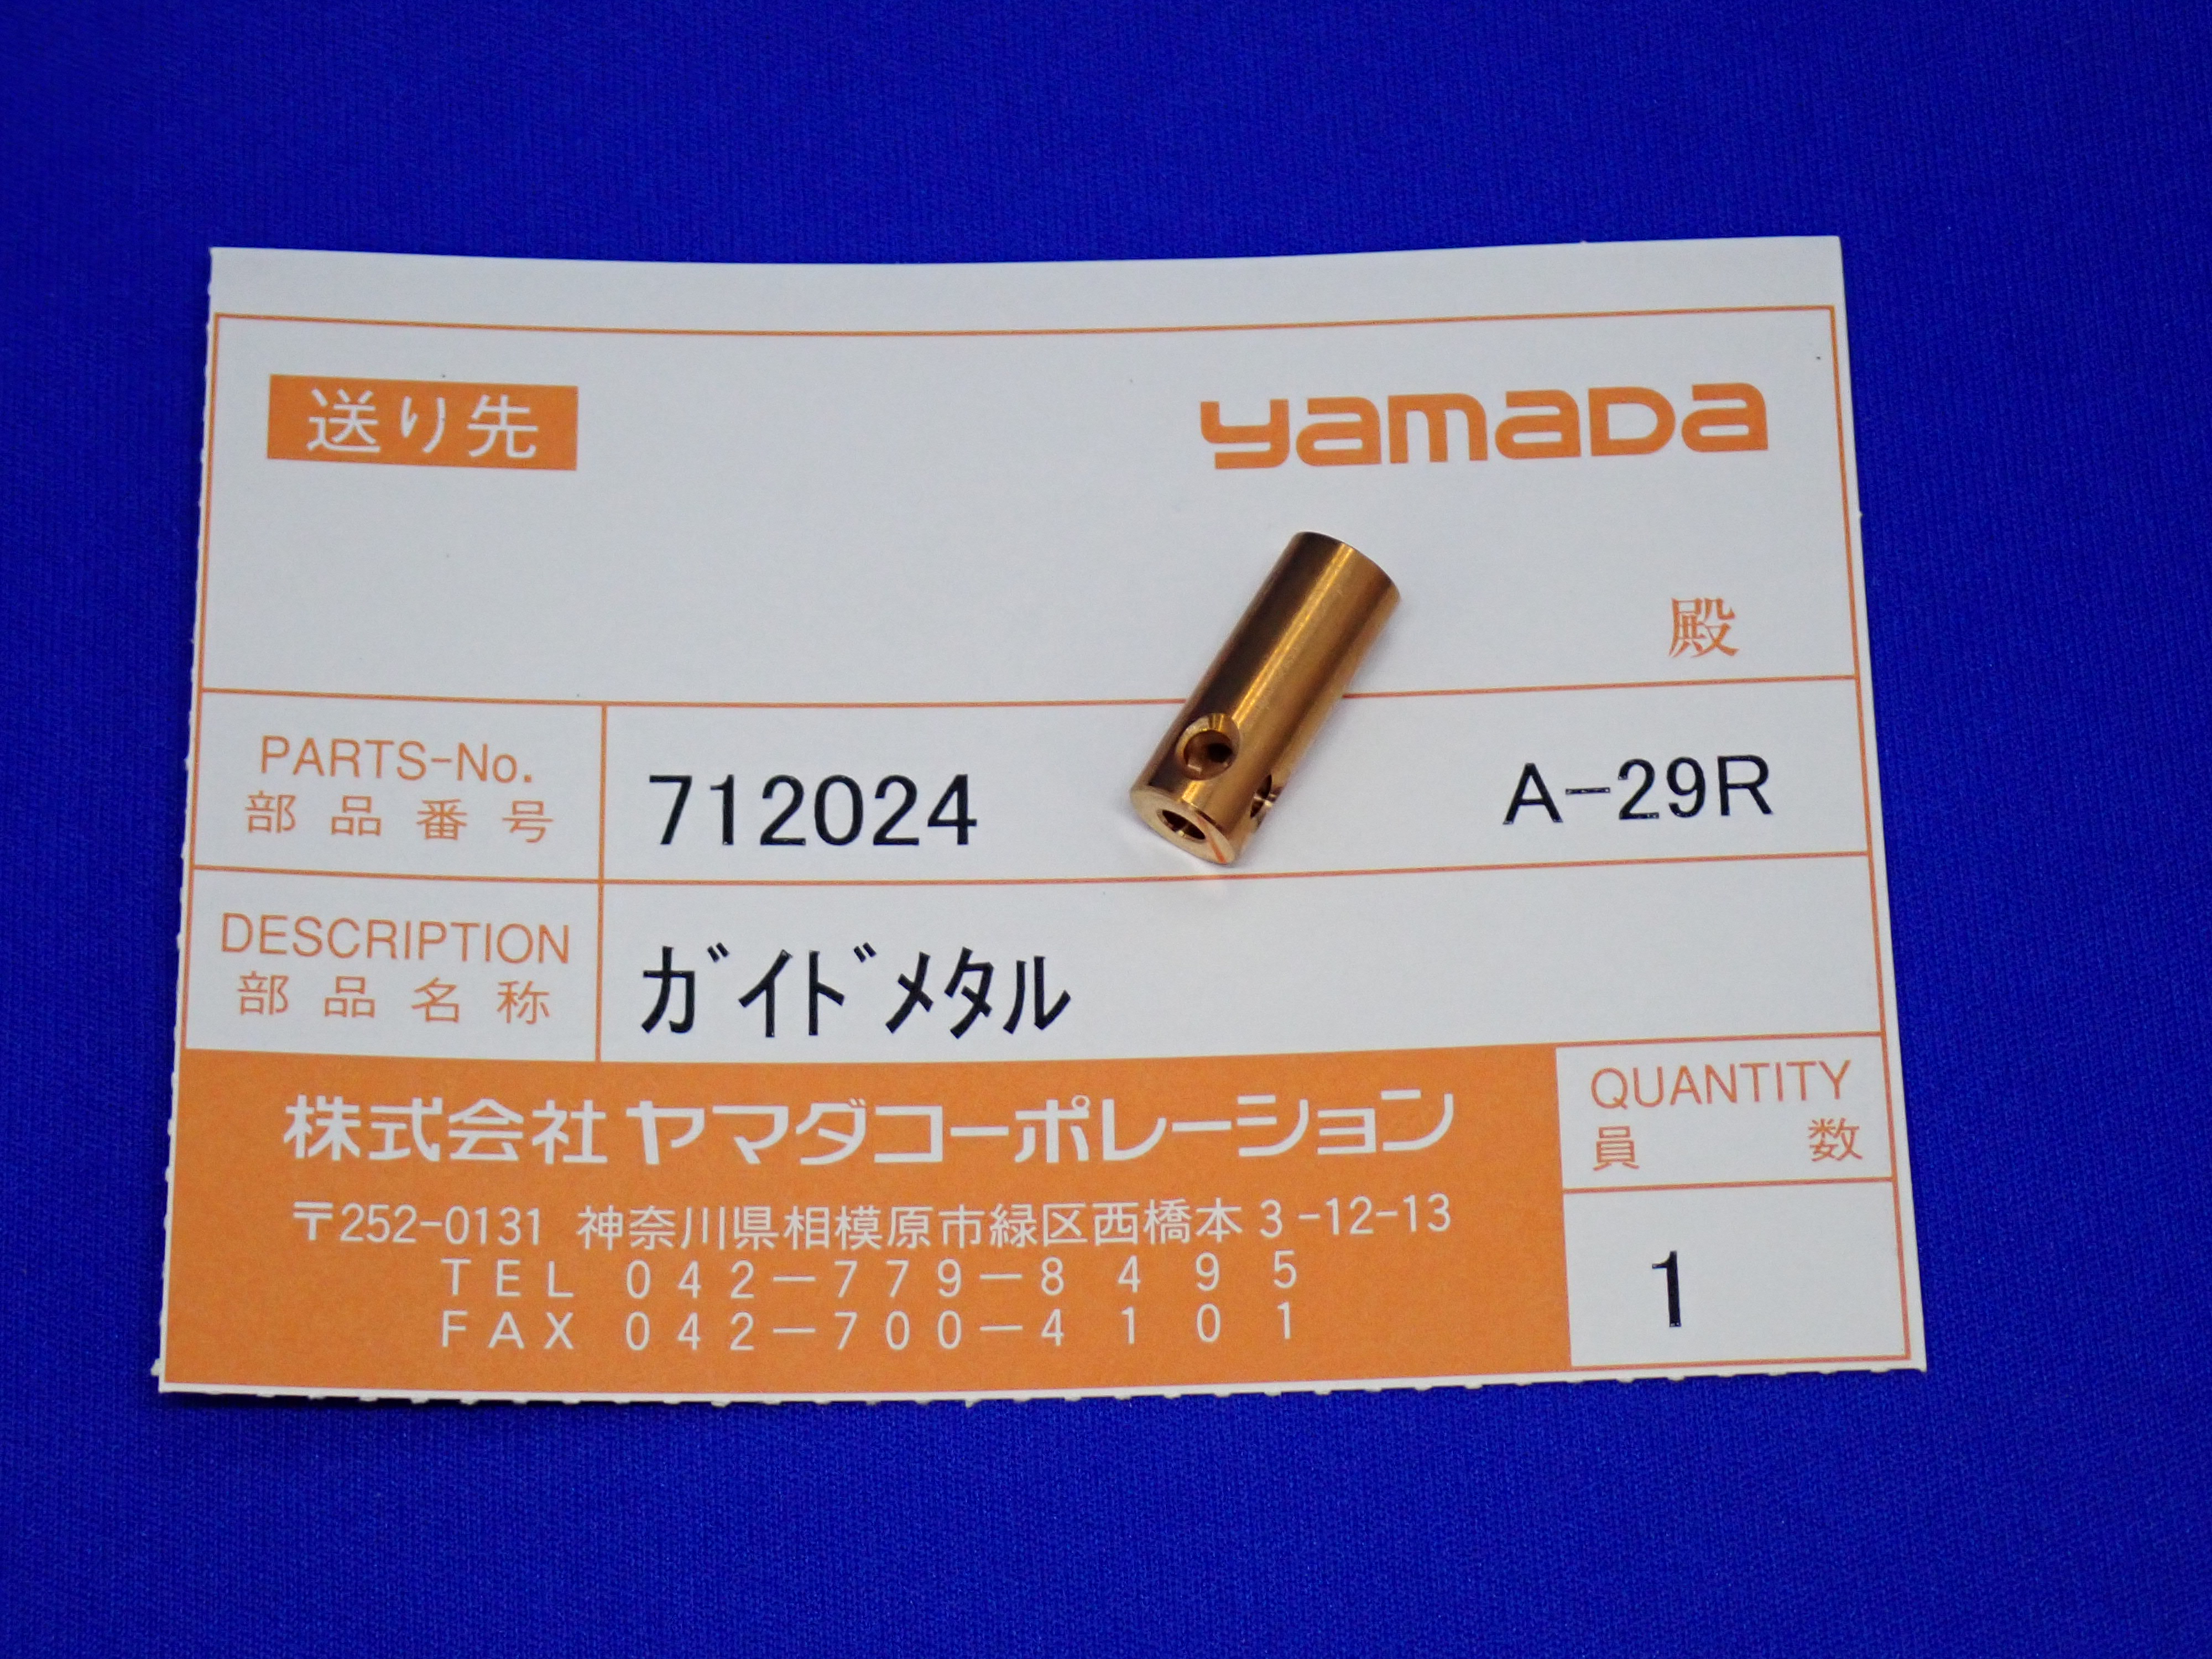 送り先
yamada
殿
PARTS-No.
部品番号
712024 A-29R
DESCRIPTION
部品名称
ｶﾞｲﾄﾞﾒﾀﾙ
株式会社ヤマダコーポレーション
〒252-0131 神奈川県相模原市緑区西橋本3-12-13
TEL 042－779－8495
FAX 042－700－4101
QUANTITY
員数
1